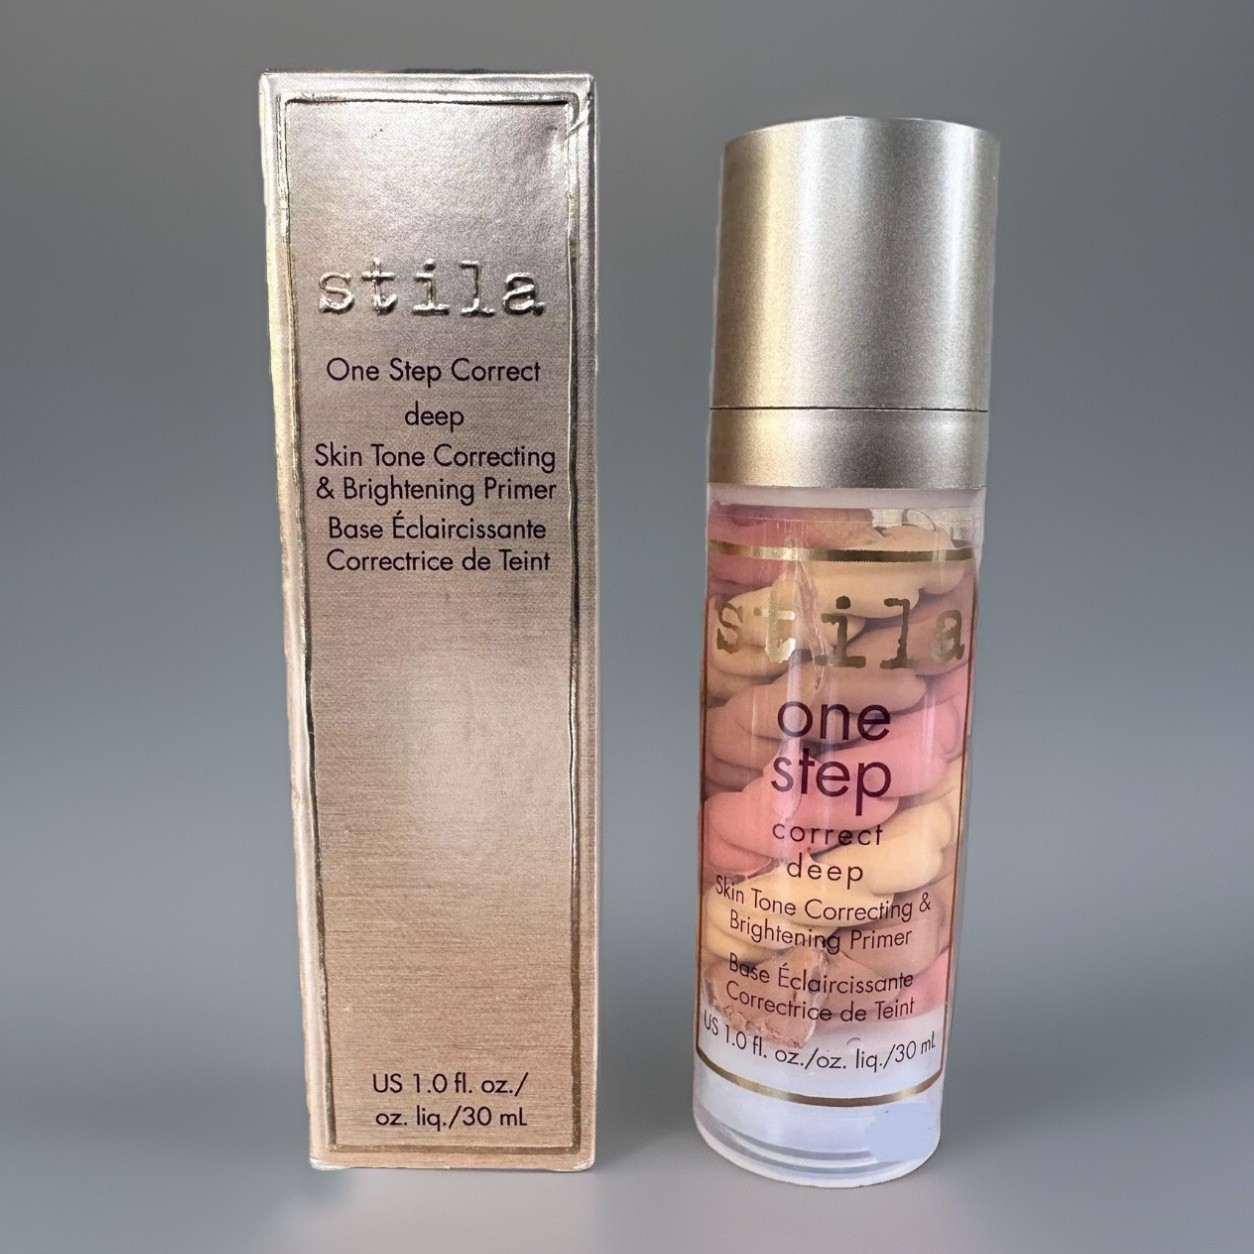 stila
One Step Correct
deep
Skin Tone Correcting
& Brightening Primer
Base Éclaircissante
Correctrice de Teint
US 1.0 fl. oz./
oz. liq./30 mL
stila
one
step
correct
deep
Skin Tone Correcting &
Brightening Primer
Base Éclaircissante
Correctrice de Teint
US 1.0 fl. oz./oz. liq./30 mL